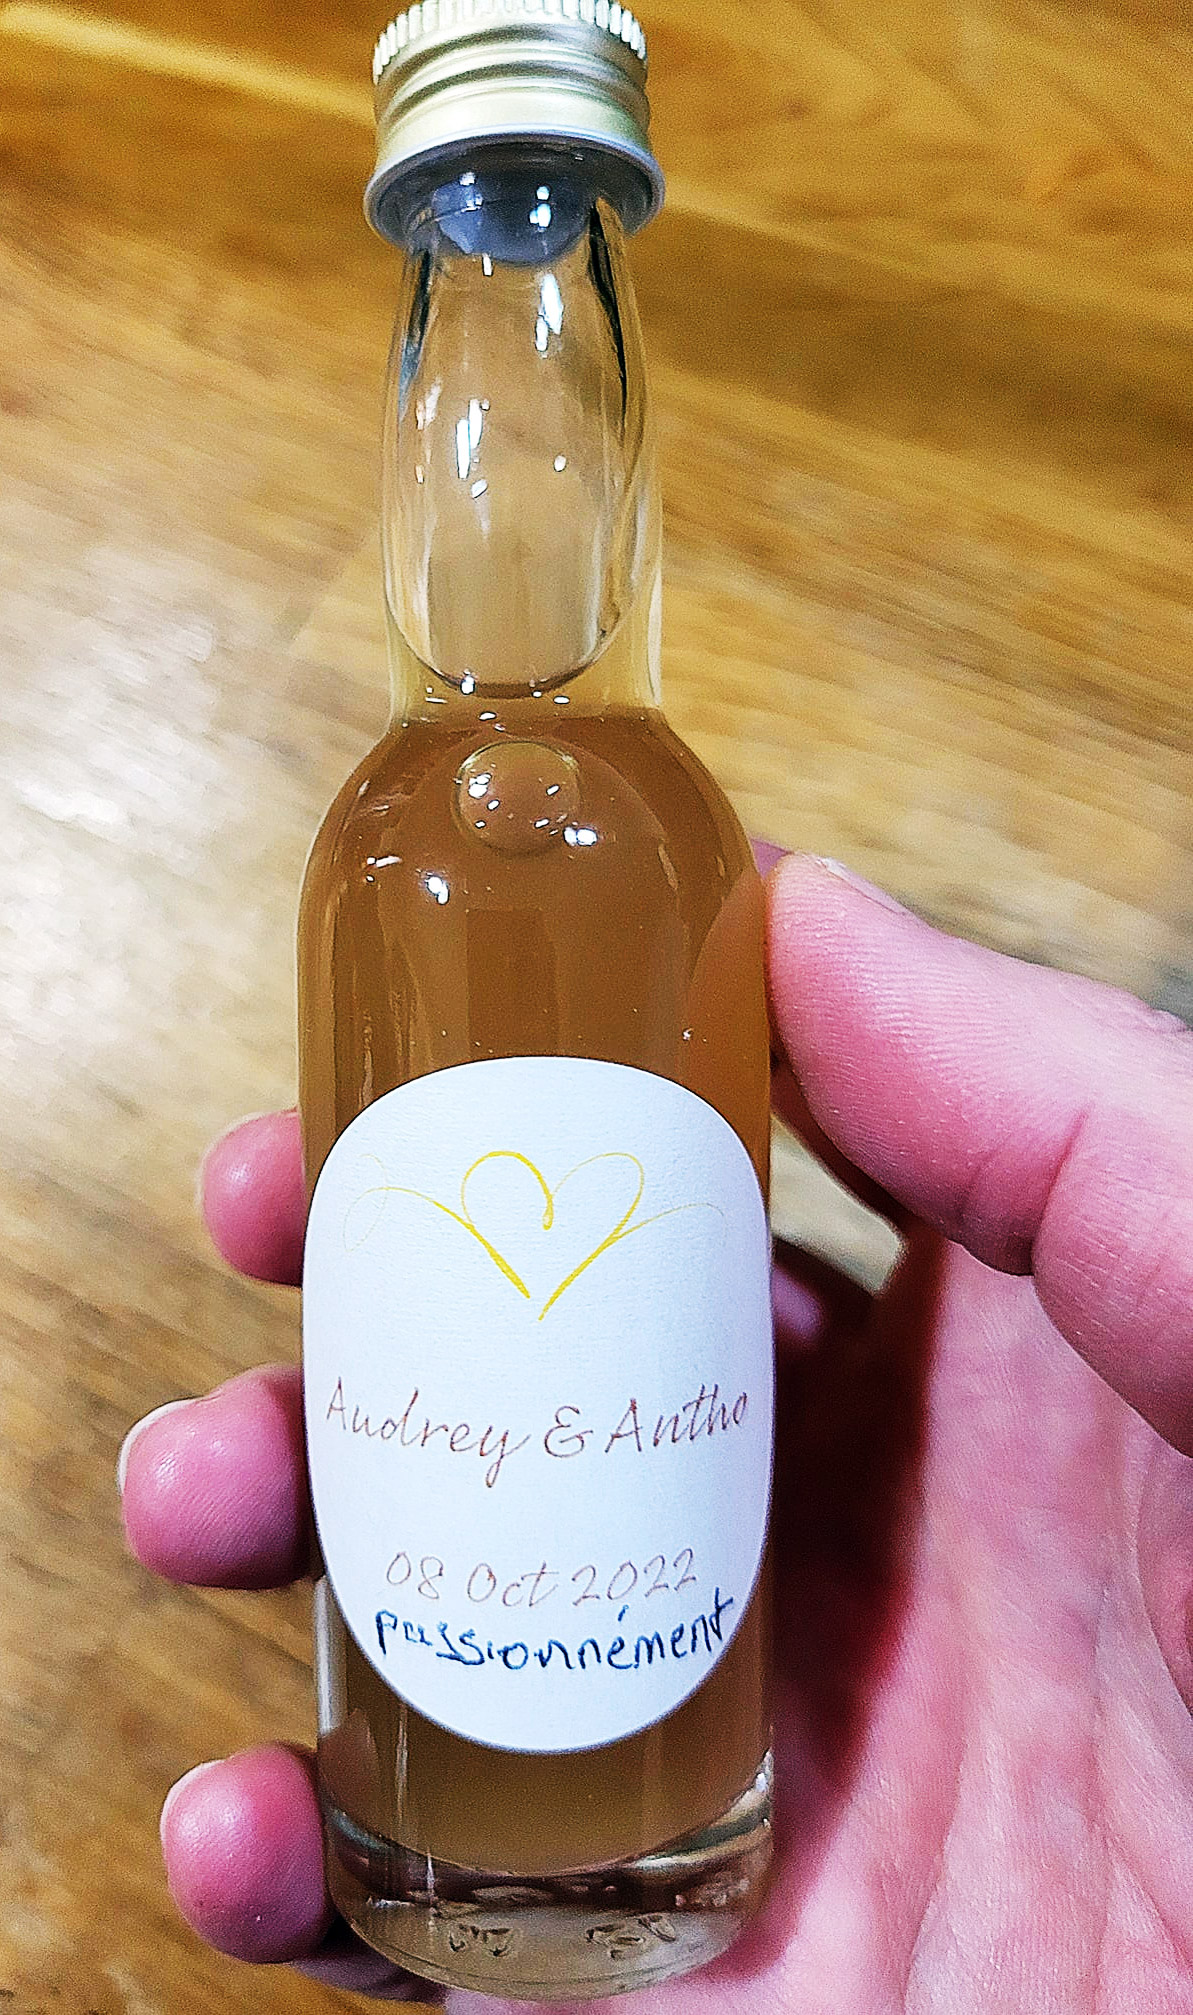 Audrey & Antho
08 Oct 2022
passionnément